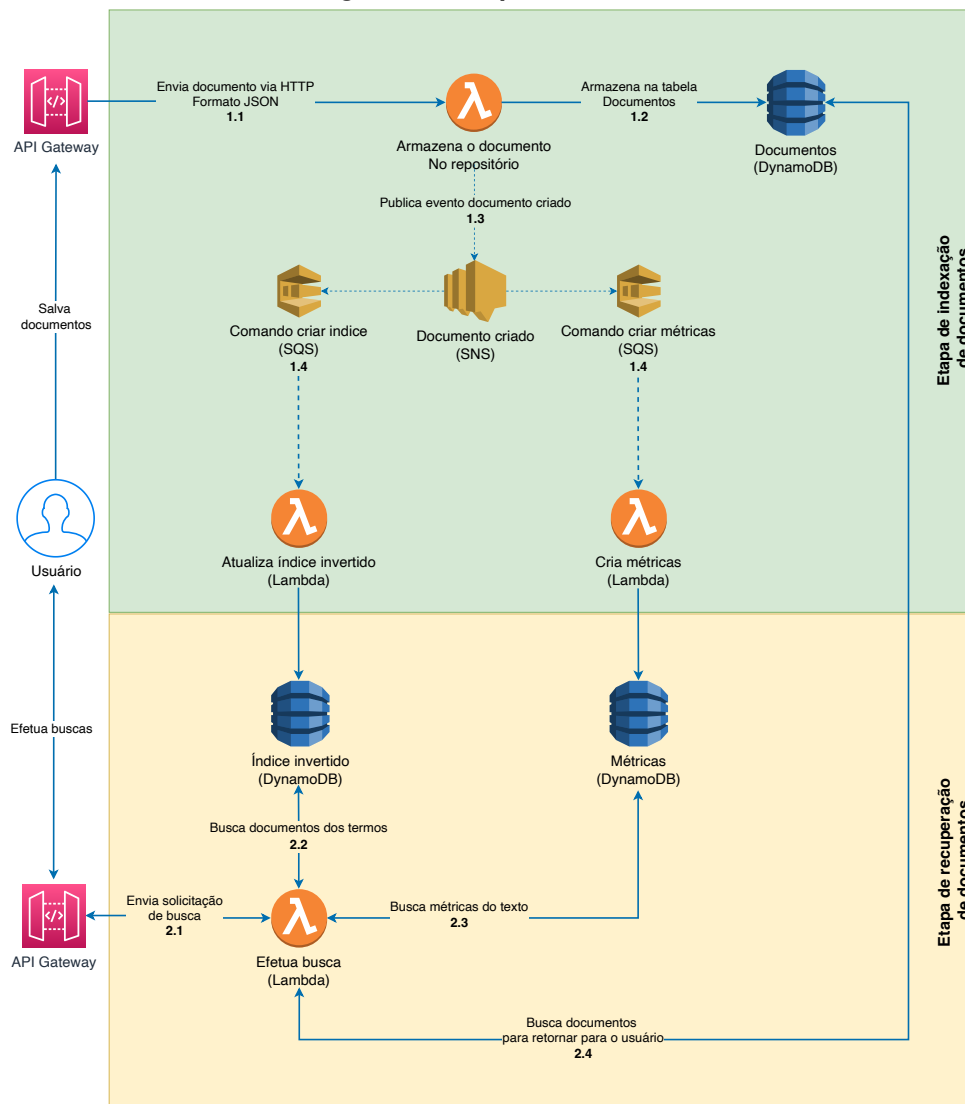 Envia documento via HTTP
Formato JSON
1.1
Armazena na tabela
Documentos
1.2
API Gateway
Armazena o documento
No repositório
Documentos
(DynamoDB)
Publica evento documento criado
1.3
Etapa de indexação
de documentos
Salva
documentos
Comando criar indice
(SQS)
1.4
Documento criado
(SNS)
Comando criar métricas
(SQS)
1.4
Usuário
Atualiza índice invertido
(Lambda)
Cria métricas
(Lambda)
Efetua buscas
Índice invertido
(DynamoDB)
Métricas
(DynamoDB)
Etapa de recuperação
de documentos
Busca documentos dos termos
2.2
Envia solicitação
de busca
2.1
Busca métricas do texto
2.3
API Gateway
Efetua busca
(Lambda)
Busca documentos
para retornar para o usuário
2.4